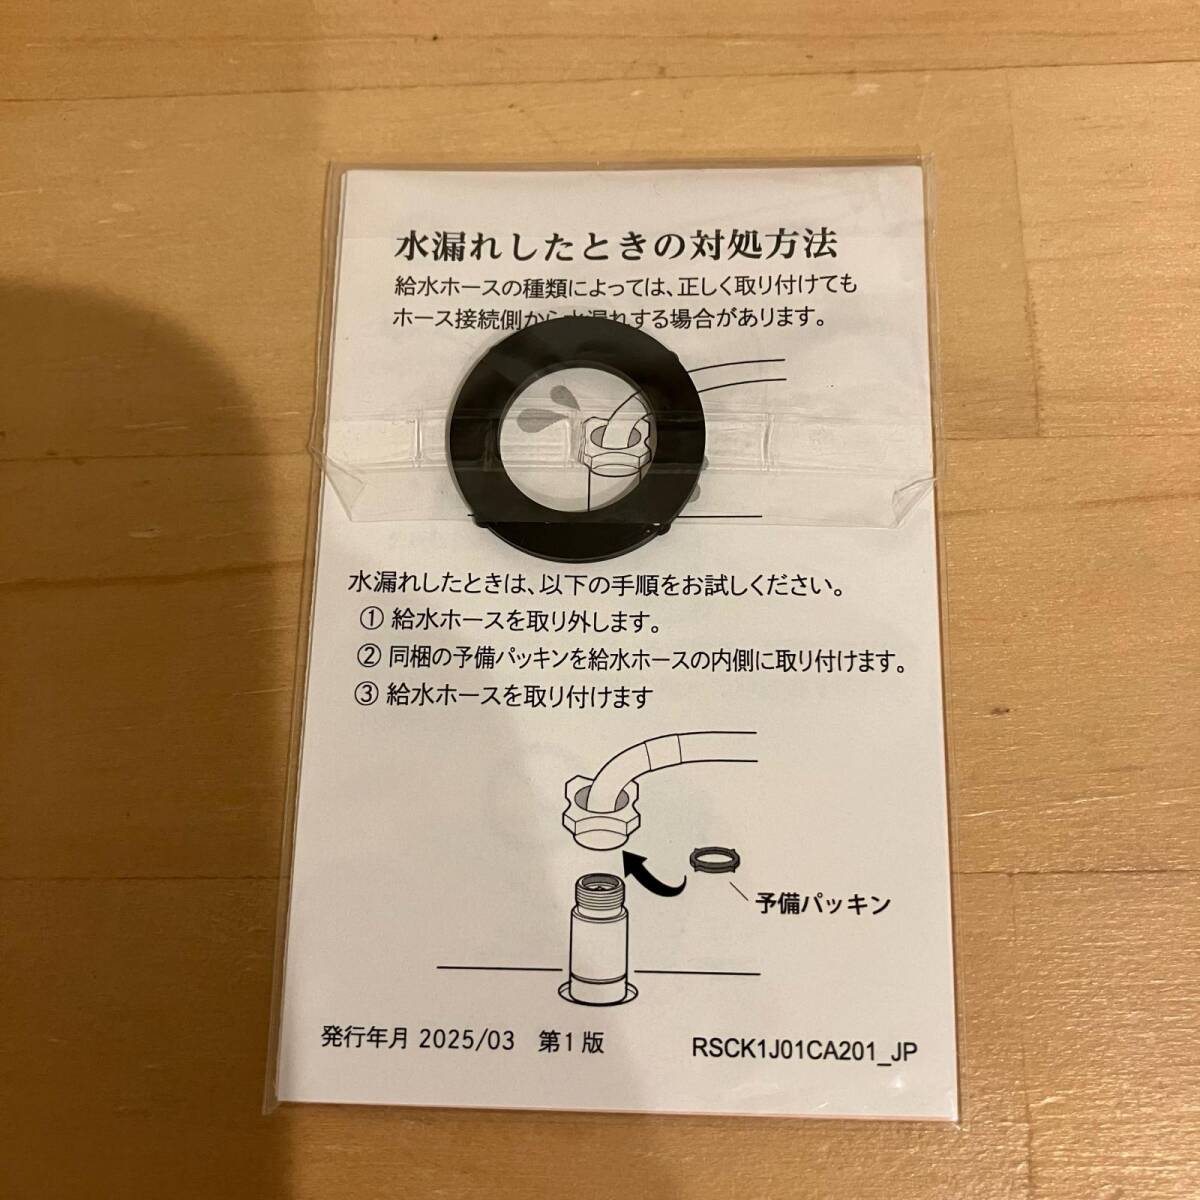 水漏れしたときの対処方法
給水ホースの種類によっては、正しく取り付けても
ホース接続側から水漏れする場合があります。
水漏れしたときは、以下の手順をお試しください。
① 給水ホースを取り外します。
② 同梱の予備パッキンを給水ホースの内側に取り付けます。
③ 給水ホースを取り付けます
予備パッキン
発行年月 2025/03 第1版
RSCK1J01CA201_JP